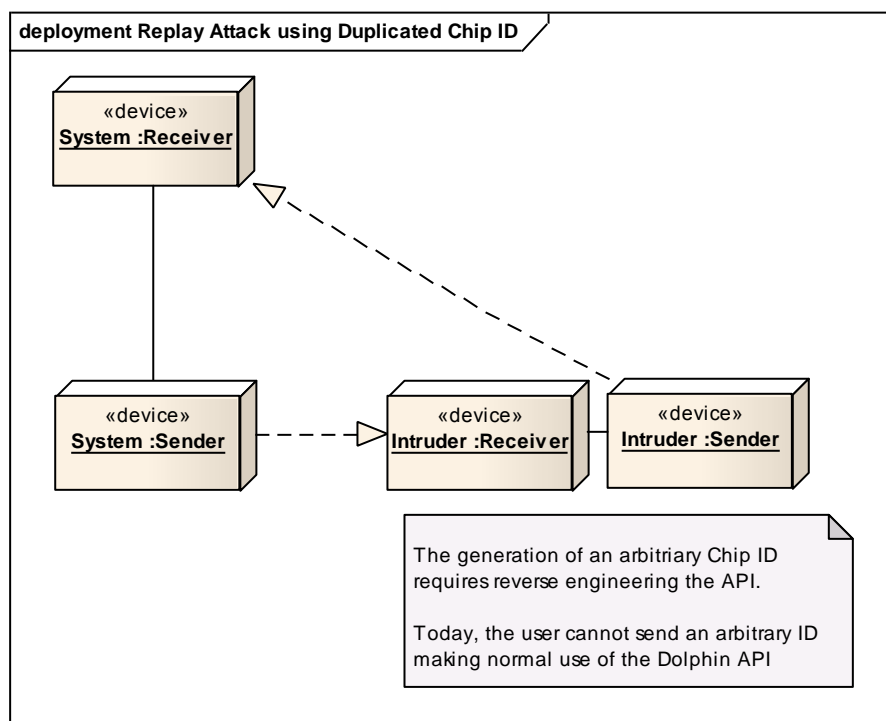 deployment Replay Attack using Duplicated Chip ID
«device»
System :Receiver
«device»
System :Sender
«device»
Intruder :Receiver
«device»
Intruder :Sender
The generation of an arbitriary Chip ID
requires reverse engineering the API.
Today, the user cannot send an arbitrary ID
making normal use of the Dolphin API